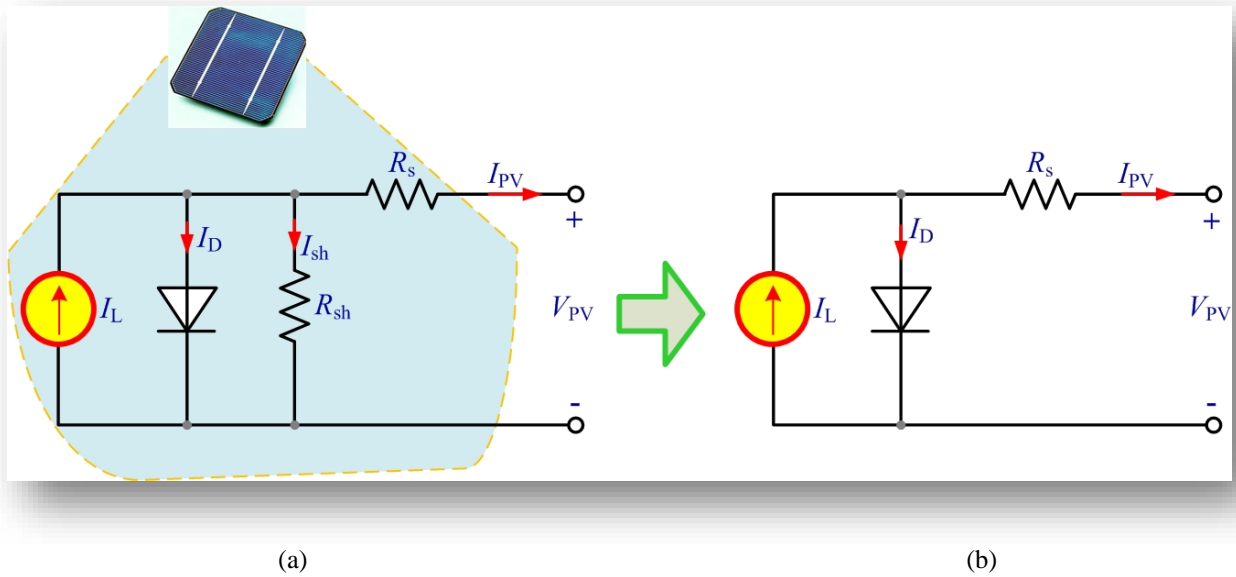 R_s
I_PV
+
I_D
I_sh
I_L
R_sh
V_PV
-
R_s
I_PV
+
I_D
I_L
V_PV
-
(a)
(b)